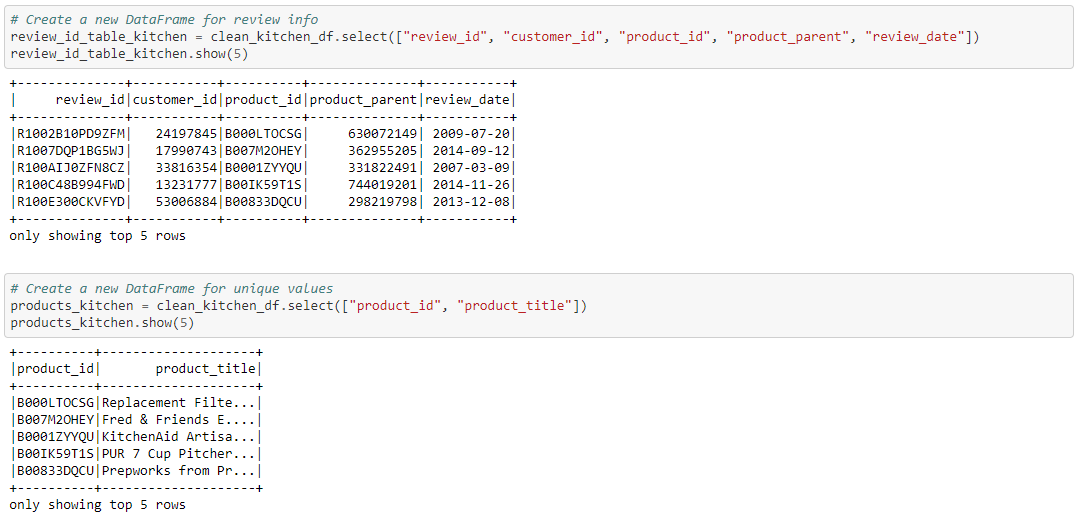 # Create a new DataFrame for review info
review_id_table_kitchen = clean_kitchen_df.select(["review_id", "customer_id", "product_id", "product_parent", "review_date"])
review_id_table_kitchen.show(5)
+--------------+-----------+----------+--------------+-----------+
|     review_id|customer_id|product_id|product_parent|review_date|
+--------------+-----------+----------+--------------+-----------+
|R1002B10PD9ZFM|   24197845|B000LTOCSG|     630072149| 2009-07-20|
|R1007DQP1BG5WJ|   17990743|B007M2OHEY|     362955205| 2014-09-12|
|R100AIJ0ZFN8CZ|   33816354|B0001ZYYQU|     331822491| 2007-03-09|
|R100C48B994FWD|   13231777|B00IK59T1S|     744019201| 2014-11-26|
|R100E300CKVFYD|   53006884|B00833DQCU|     298219798| 2013-12-08|
+--------------+-----------+----------+--------------+-----------+
only showing top 5 rows
# Create a new DataFrame for unique values
products_kitchen = clean_kitchen_df.select(["product_id", "product_title"])
products_kitchen.show(5)
+----------+--------------------+
|product_id|       product_title|
+----------+--------------------+
|B000LTOCSG|Replacement Filte...|
|B007M2OHEY|Fred & Friends E....|
|B0001ZYYQU|KitchenAid Artisa...|
|B00IK59T1S|PUR 7 Cup Pitcher...|
|B00833DQCU|Prepworks from Pr...|
+----------+--------------------+
only showing top 5 rows